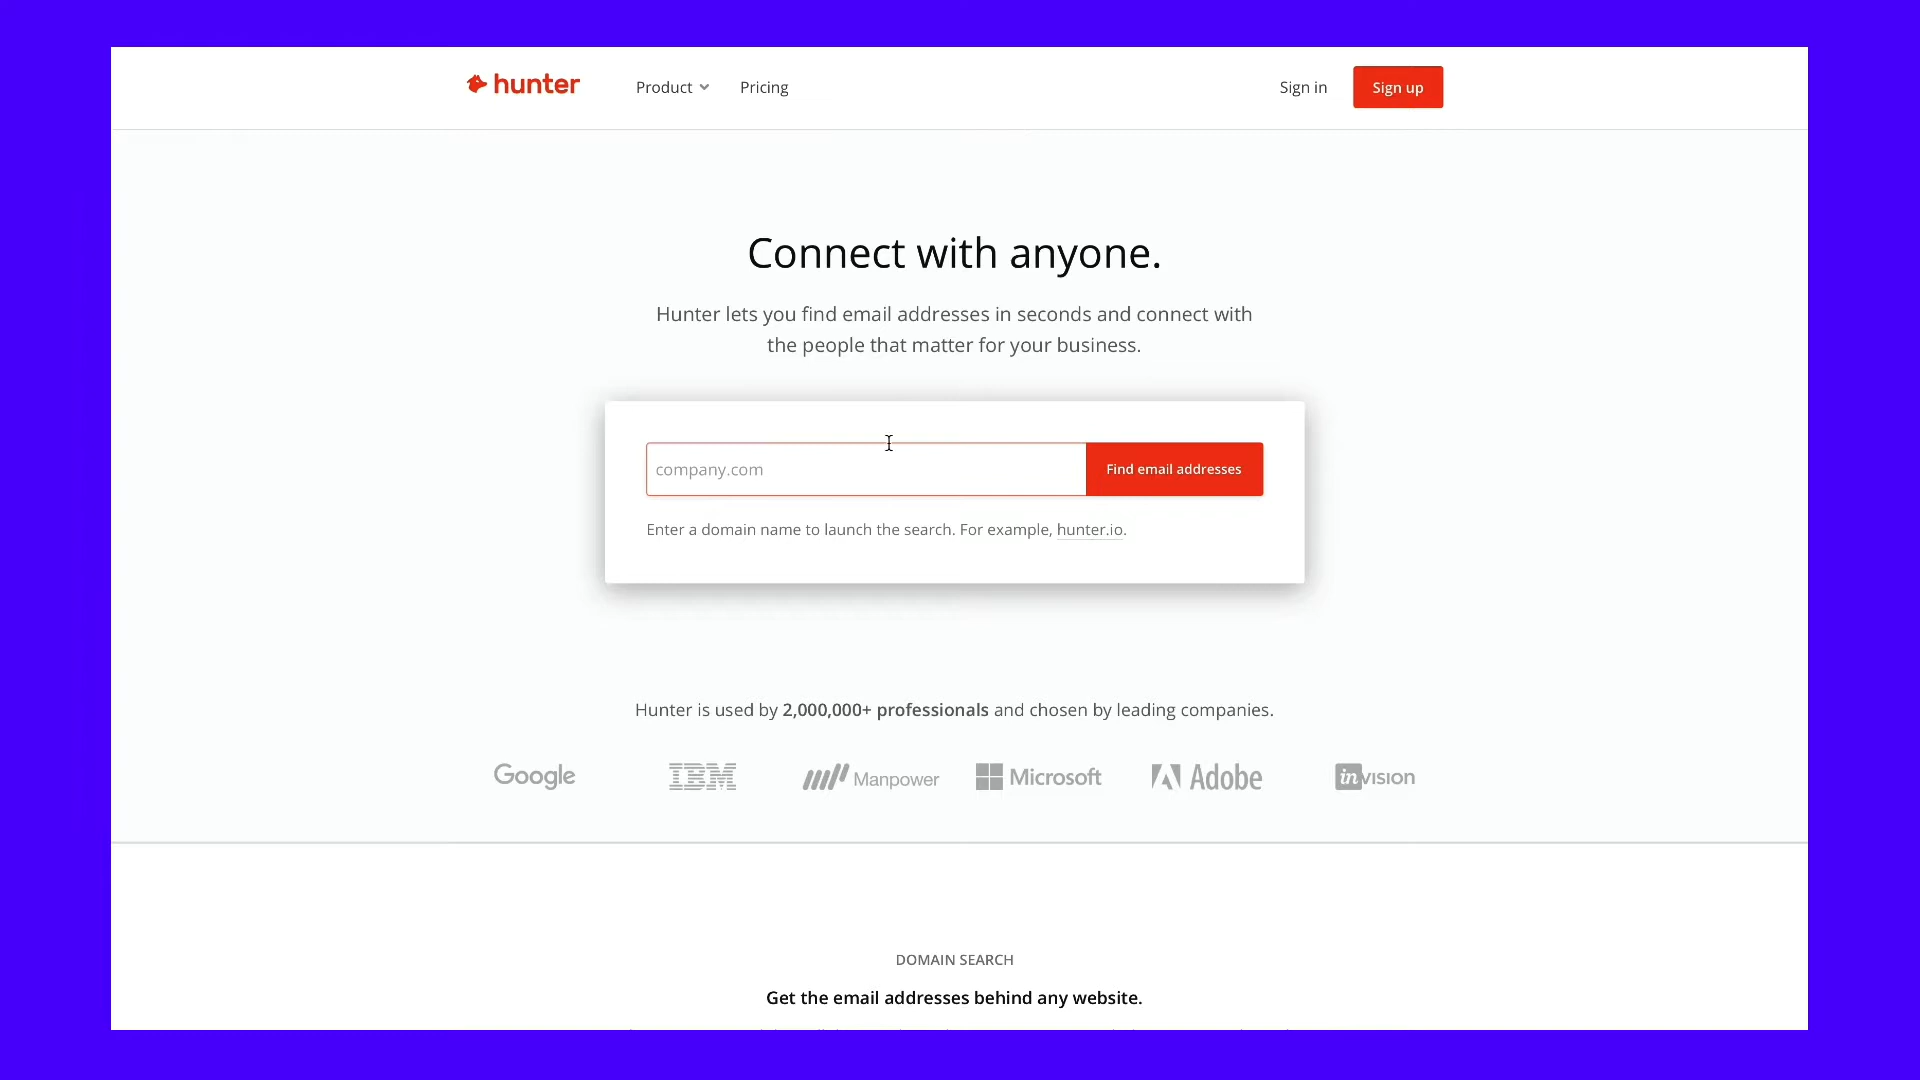 hunter
Product
Pricing
Sign in
Sign up
Connect with anyone.
Hunter lets you find email addresses in seconds and connect with
the people that matter for your business.
company.com
Find email addresses
Enter a domain name to launch the search. For example, hunter.io.
Hunter is used by 2,000,000+ professionals and chosen by leading companies.
Google
IBM
Manpower
Microsoft
Adobe
invision
DOMAIN SEARCH
Get the email addresses behind any website.